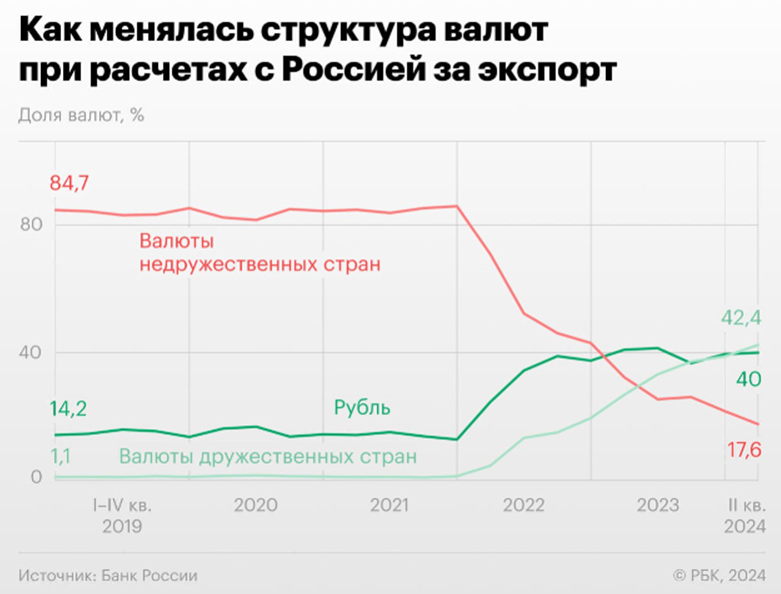 Как менялась структура валют
при расчетах с Россией за экспорт
Доля валют, %
84,7
80
Валюты
недружественных стран
42,4
40
40
14,2
Рубль
1,1
Валюты дружественных стран
17,6
0
I–IV кв.
2019
2020
2021
2022
2023
II кв.
2024
Источник: Банк России
© РБК, 2024